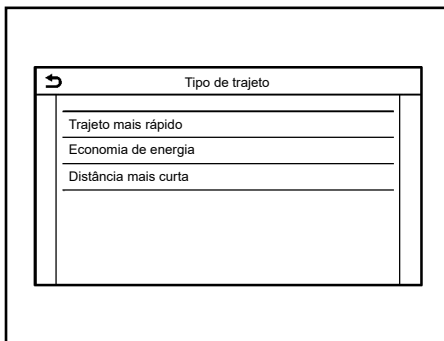 Tipo de trajeto
Trajeto mais rápido
Economia de energia
Distância mais curta